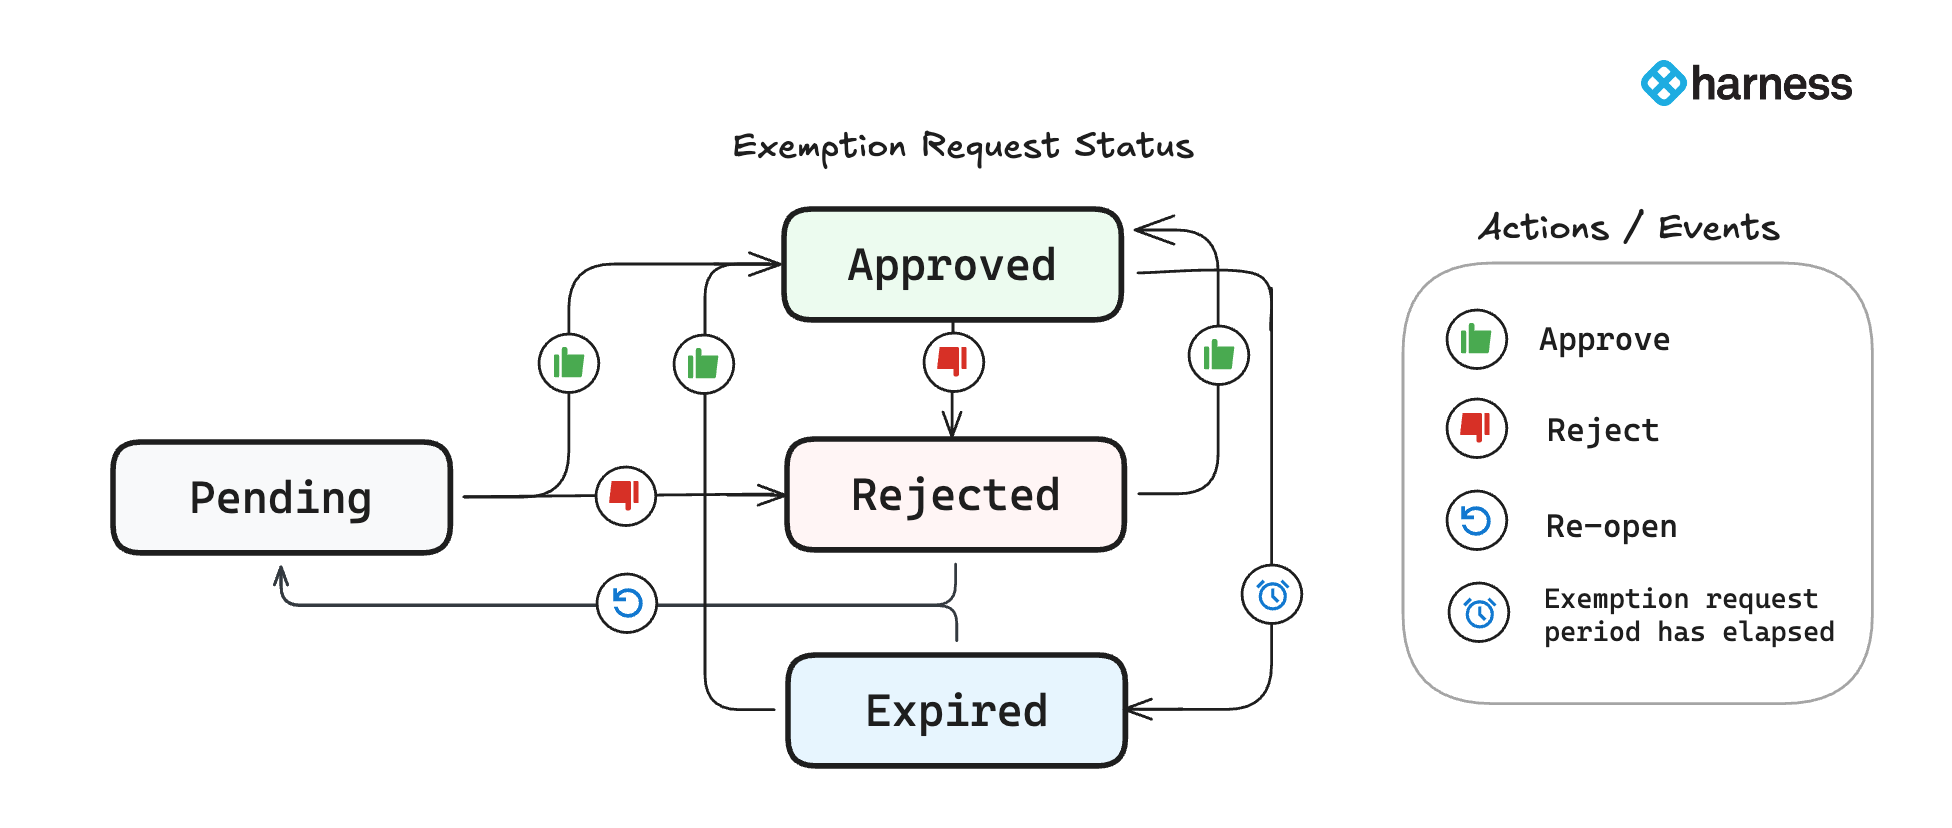 harness
Exemption Request Status
Actions / Events
Approved
Approve
Reject
Pending
Rejected
Re-open
Exemption request
period has elapsed
Expired